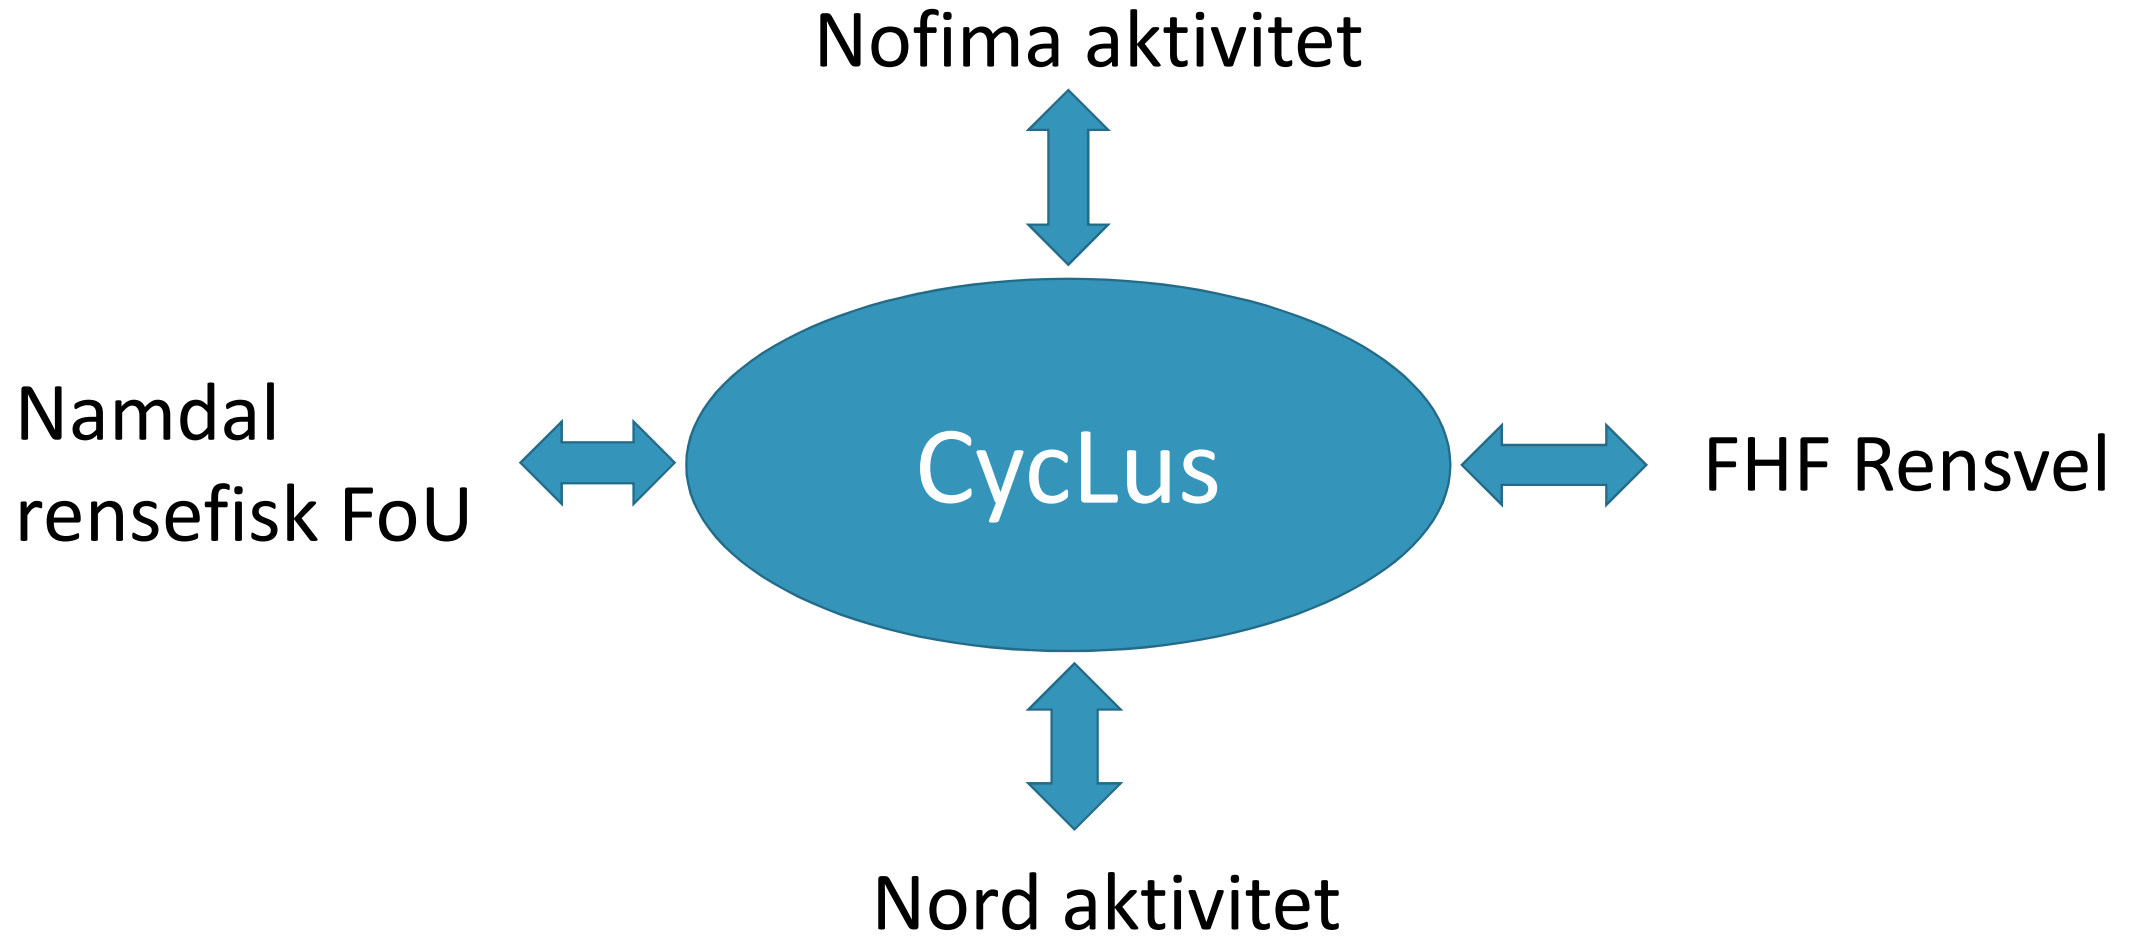 Nofima aktivitet
Namdal
rensefisk FoU
CycLus
FHF Rensvel
Nord aktivitet